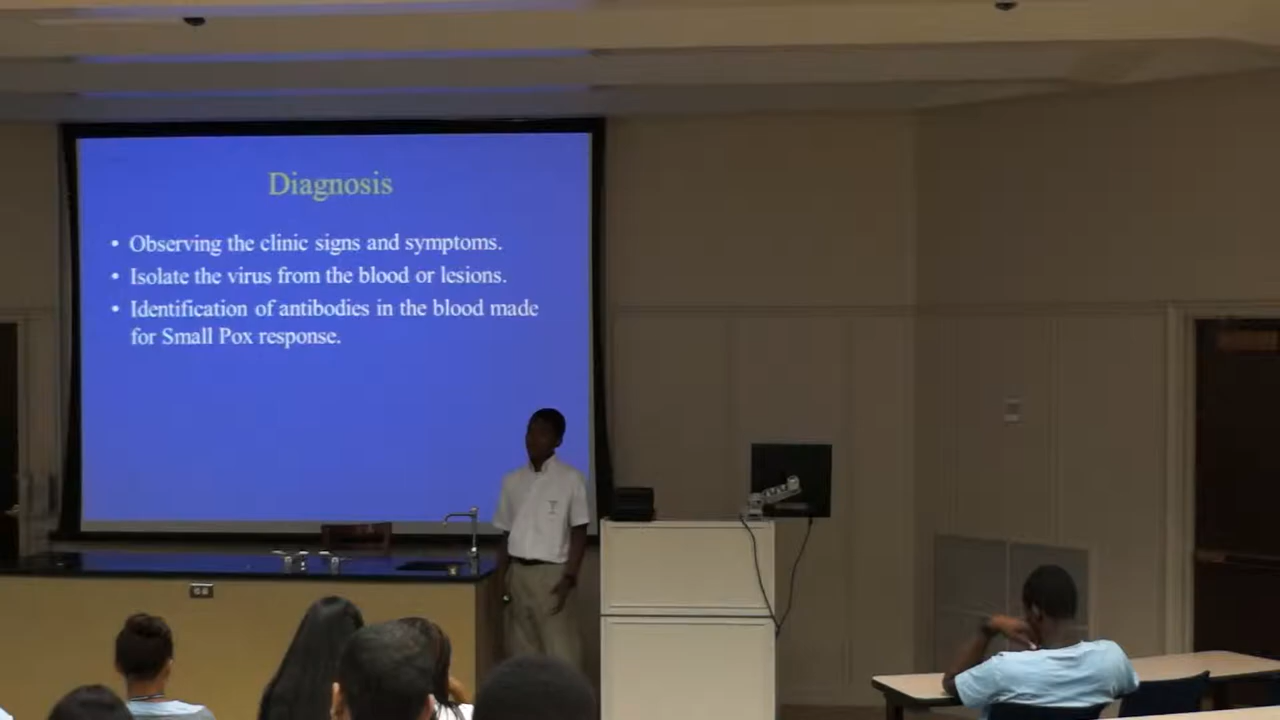 Diagnosis
• Observing the clinic signs and symptoms.
• Isolate the virus from the blood or lesions.
• Identification of antibodies in the blood made
for Small Pox response.